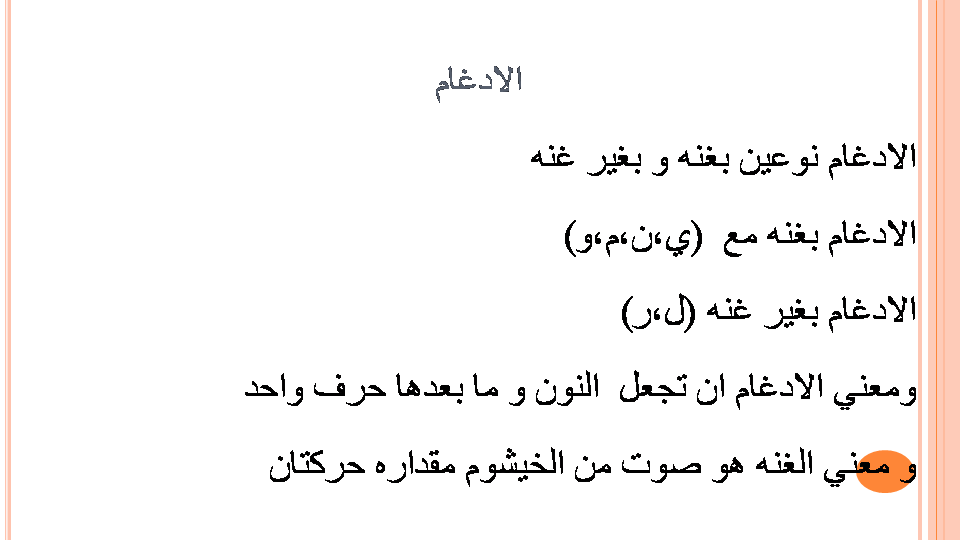 الادغام
الادغام نوعين بغنه و بغير غنه
الادغام بغنه مع (ي،ن،م،و)
الادغام بغير غنه (ل،ر)
ومعني الادغام ان تجعل النون و ما بعدها حرف واحد
و معني الغنه هو صوت من الخيشوم مقداره حركتان